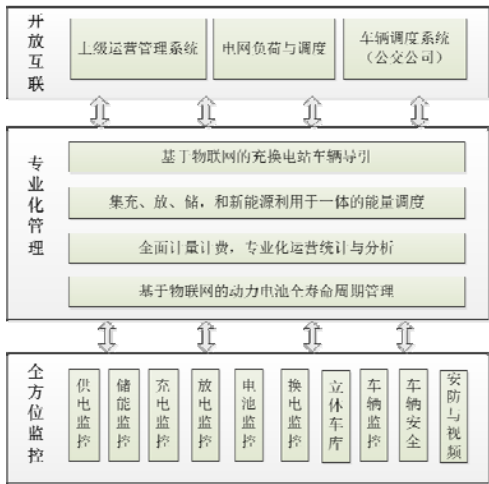 开放互联
上级运营管理系统
电网负荷与调度
车辆调度系统
(公交公司)
专业化管理
基于物联网的充换电站车辆导引
集充、放、储，和新能源利用于一体的能量调度
全面计量计费，专业化运营统计与分析
基于物联网的动力电池全寿命周期管理
全方位监控
供电监控
储能监控
充电监控
放电监控
电池监控
换电监控
立体车库
车辆监控
车辆安全
安防与视频